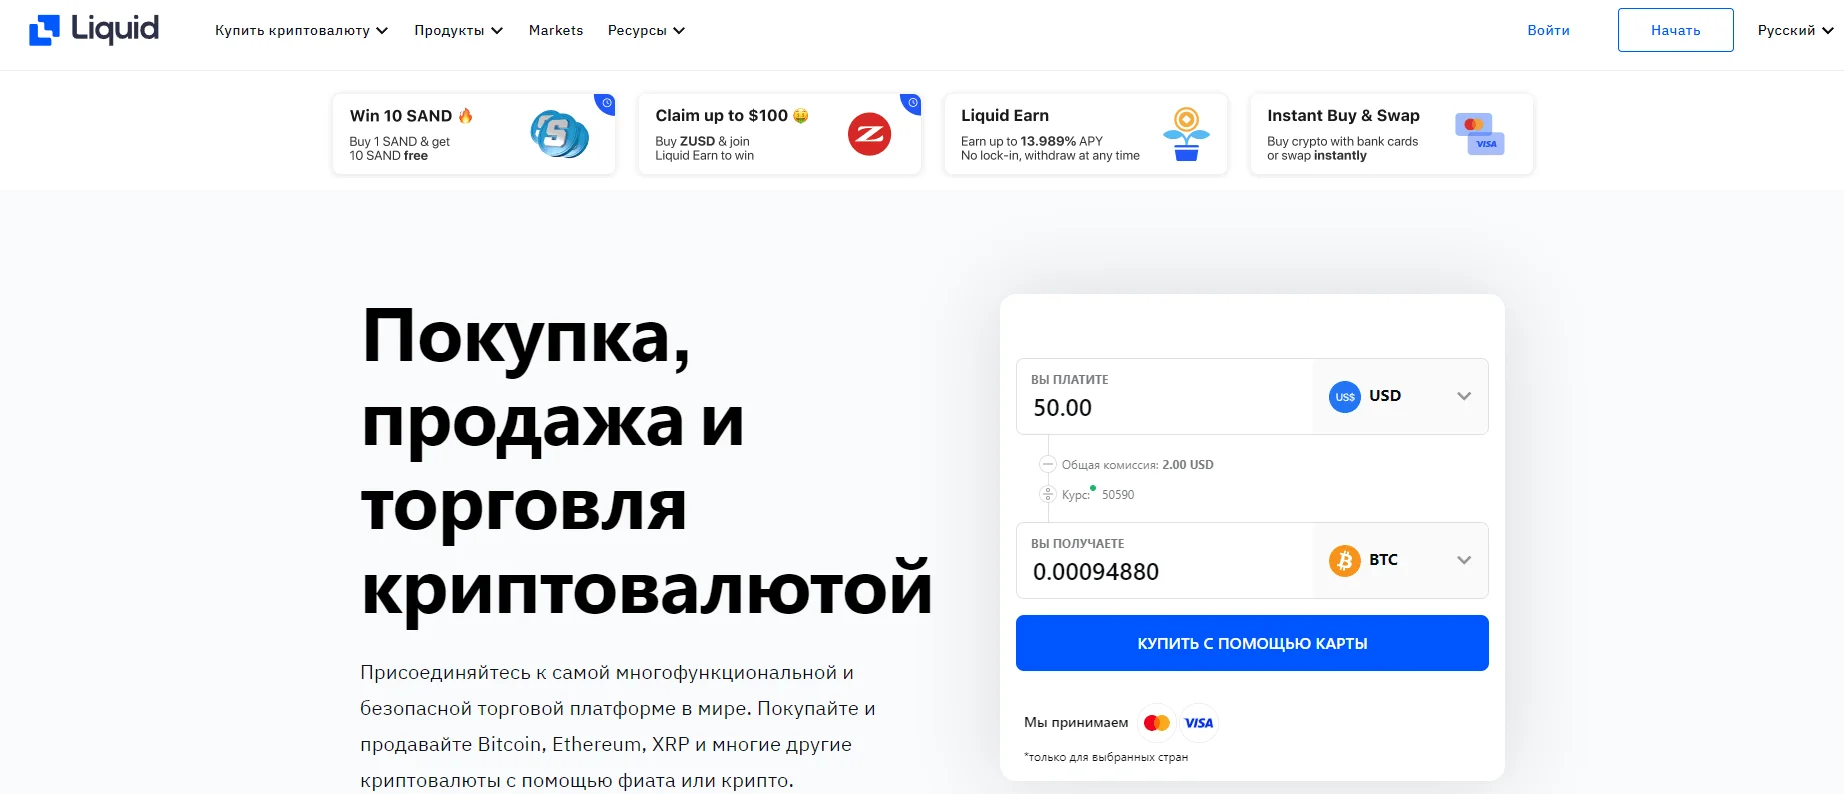 Liquid
Купить криптовалюту
Продукты
Markets
Ресурсы
Войти
Начать
Русский
Win 10 SAND 🔥
Buy 1 SAND & get
10 SAND free
S
Claim up to $100 🤑
Buy ZUSD & join
Liquid Earn to win
Z
Liquid Earn
Earn up to 13.989% APY
No lock-in, withdraw at any time
Instant Buy & Swap
Buy crypto with bank cards
or swap instantly
VISA
Покупка,
продажа и
торговля
криптовалютой
Присоединяйтесь к самой многофункциональной и
безопасной торговой платформе в мире. Покупайте и
продавайте Bitcoin, Ethereum, XRP и многие другие
криптовалюты с помощью фиата или крипто.
ВЫ ПЛАТИТЕ
50.00
US$ USD
Общая комиссия: 2.00 USD
Курс: 50590
ВЫ ПОЛУЧАЕТЕ
0.00094880
BTC
КУПИТЬ С ПОМОЩЬЮ КАРТЫ
Мы принимаем
VISA
*только для выбранных стран